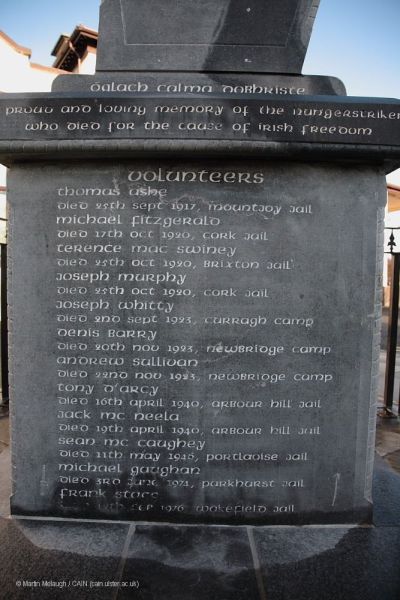 óglach calma dobhriste
proud and loving memory of the hungerstriker
who died for the cause of irish freedom
volunteers
thomas ashe
died 25th sept 1917, mountjoy jail
michael fitzgerald
died 17th oct 1920, cork jail
terence mac swiney
died 25th oct 1920, brixton jail
joseph murphy
died 25th oct 1920, cork jail
joseph whitty
died 2nd sept 1923, curragh camp
denis barry
died 20th nov 1923, newbridge camp
andrew sullivan
died 22nd nov 1923, newbridge camp
tony d'arcy
died 16th april 1940, arbour hill jail
jack mc neela
died 19th april 1940, arbour hill jail
sean mc caughey
died 11th may 1946, portlaoise jail
michael gaughan
died 3rd june 1974, parkhurst jail
frank stagg
feb 1976 wakefield jail
© Martin Melaugh / CAIN (cain.ulster.ac.uk)